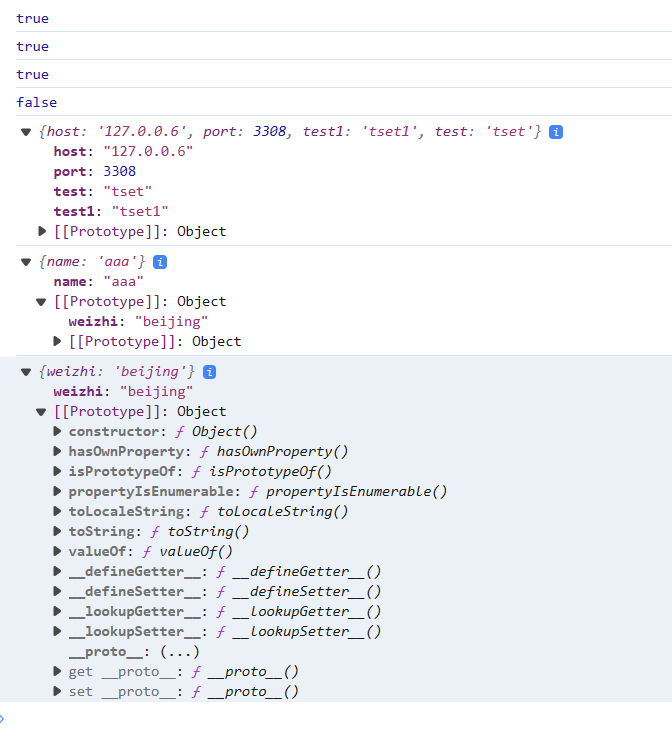 true
true
true
false
▼ {host: '127.0.0.6', port: 3308, test1: 'tset1', test: 'tset'} i
host: "127.0.0.6"
port: 3308
test: "tset"
test1: "tset1"
▶ [[Prototype]]: Object
▼ {name: 'aaa'} i
name: "aaa"
▼ [[Prototype]]: Object
weizhi: "beijing"
▶ [[Prototype]]: Object
▼ {weizhi: 'beijing'} i
weizhi: "beijing"
▼ [[Prototype]]: Object
▶ constructor: ƒ Object()
▶ hasOwnProperty: ƒ hasOwnProperty()
▶ isPrototypeOf: ƒ isPrototypeOf()
▶ propertyIsEnumerable: ƒ propertyIsEnumerable()
▶ toLocaleString: ƒ toLocaleString()
▶ toString: ƒ toString()
▶ valueOf: ƒ valueOf()
▶ __defineGetter__: ƒ __defineGetter__()
▶ __defineSetter__: ƒ __defineSetter__()
▶ __lookupGetter__: ƒ __lookupGetter__()
▶ __lookupSetter__: ƒ __lookupSetter__()
__proto__: (...)
▶ get __proto__: ƒ __proto__()
▶ set __proto__: ƒ __proto__()